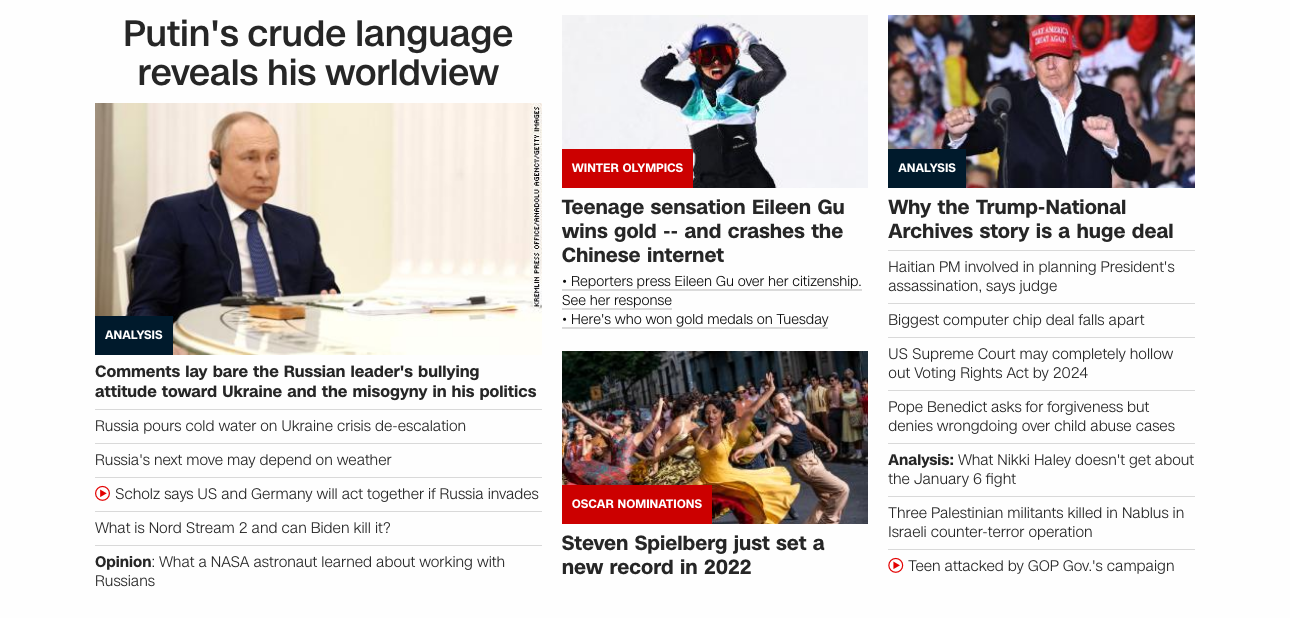 Putin's crude language
reveals his worldview
KREMLIN PRESS OFFICE/ANADOLU AGENCY/GETTY IMAGES
ANALYSIS
Comments lay bare the Russian leader's bullying
attitude toward Ukraine and the misogyny in his politics
Russia pours cold water on Ukraine crisis de-escalation
Russia's next move may depend on weather
Scholz says US and Germany will act together if Russia invades
What is Nord Stream 2 and can Biden kill it?
Opinion: What a NASA astronaut learned about working with
Russians
WINTER OLYMPICS
Teenage sensation Eileen Gu
wins gold -- and crashes the
Chinese internet
• Reporters press Eileen Gu over her citizenship.
See her response
• Here's who won gold medals on Tuesday
OSCAR NOMINATIONS
Steven Spielberg just set a
new record in 2022
MAKE AMERICA
GREAT AGAIN
ANALYSIS
Why the Trump-National
Archives story is a huge deal
Haitian PM involved in planning President's
assassination, says judge
Biggest computer chip deal falls apart
US Supreme Court may completely hollow
out Voting Rights Act by 2024
Pope Benedict asks for forgiveness but
denies wrongdoing over child abuse cases
Analysis: What Nikki Haley doesn't get about
the January 6 fight
Three Palestinian militants killed in Nablus in
Israeli counter-terror operation
Teen attacked by GOP Gov.'s campaign